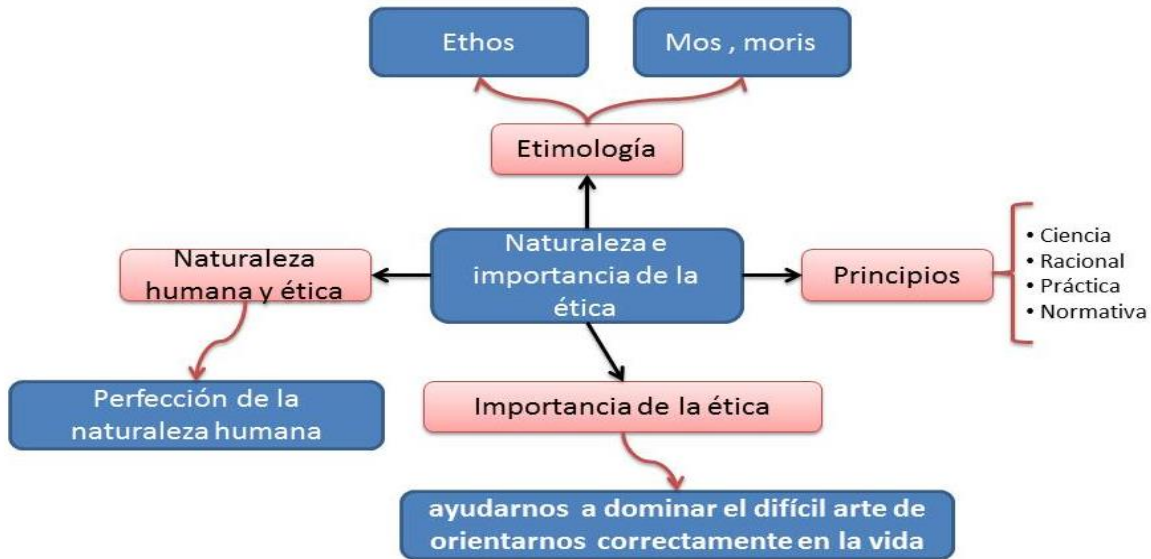 Ethos
Mos , moris
Etimología
Naturaleza e
importancia de la
ética
Naturaleza
humana y ética
Principios
• Ciencia
• Racional
• Práctica
• Normativa
Perfección de la
naturaleza humana
Importancia de la ética
ayudarnos a dominar el difícil arte de
orientarnos correctamente en la vida